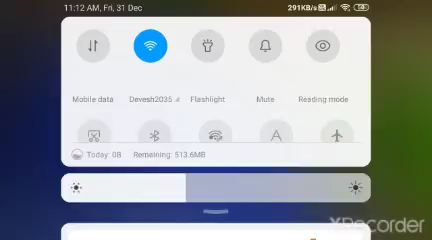 11:12 AM, Fri, 31 Dec 291KB/s
Mobile data Devesh2035 Flashlight Mute Reading mode
Today: 0B Remaining: 513.6MB
XRecorder